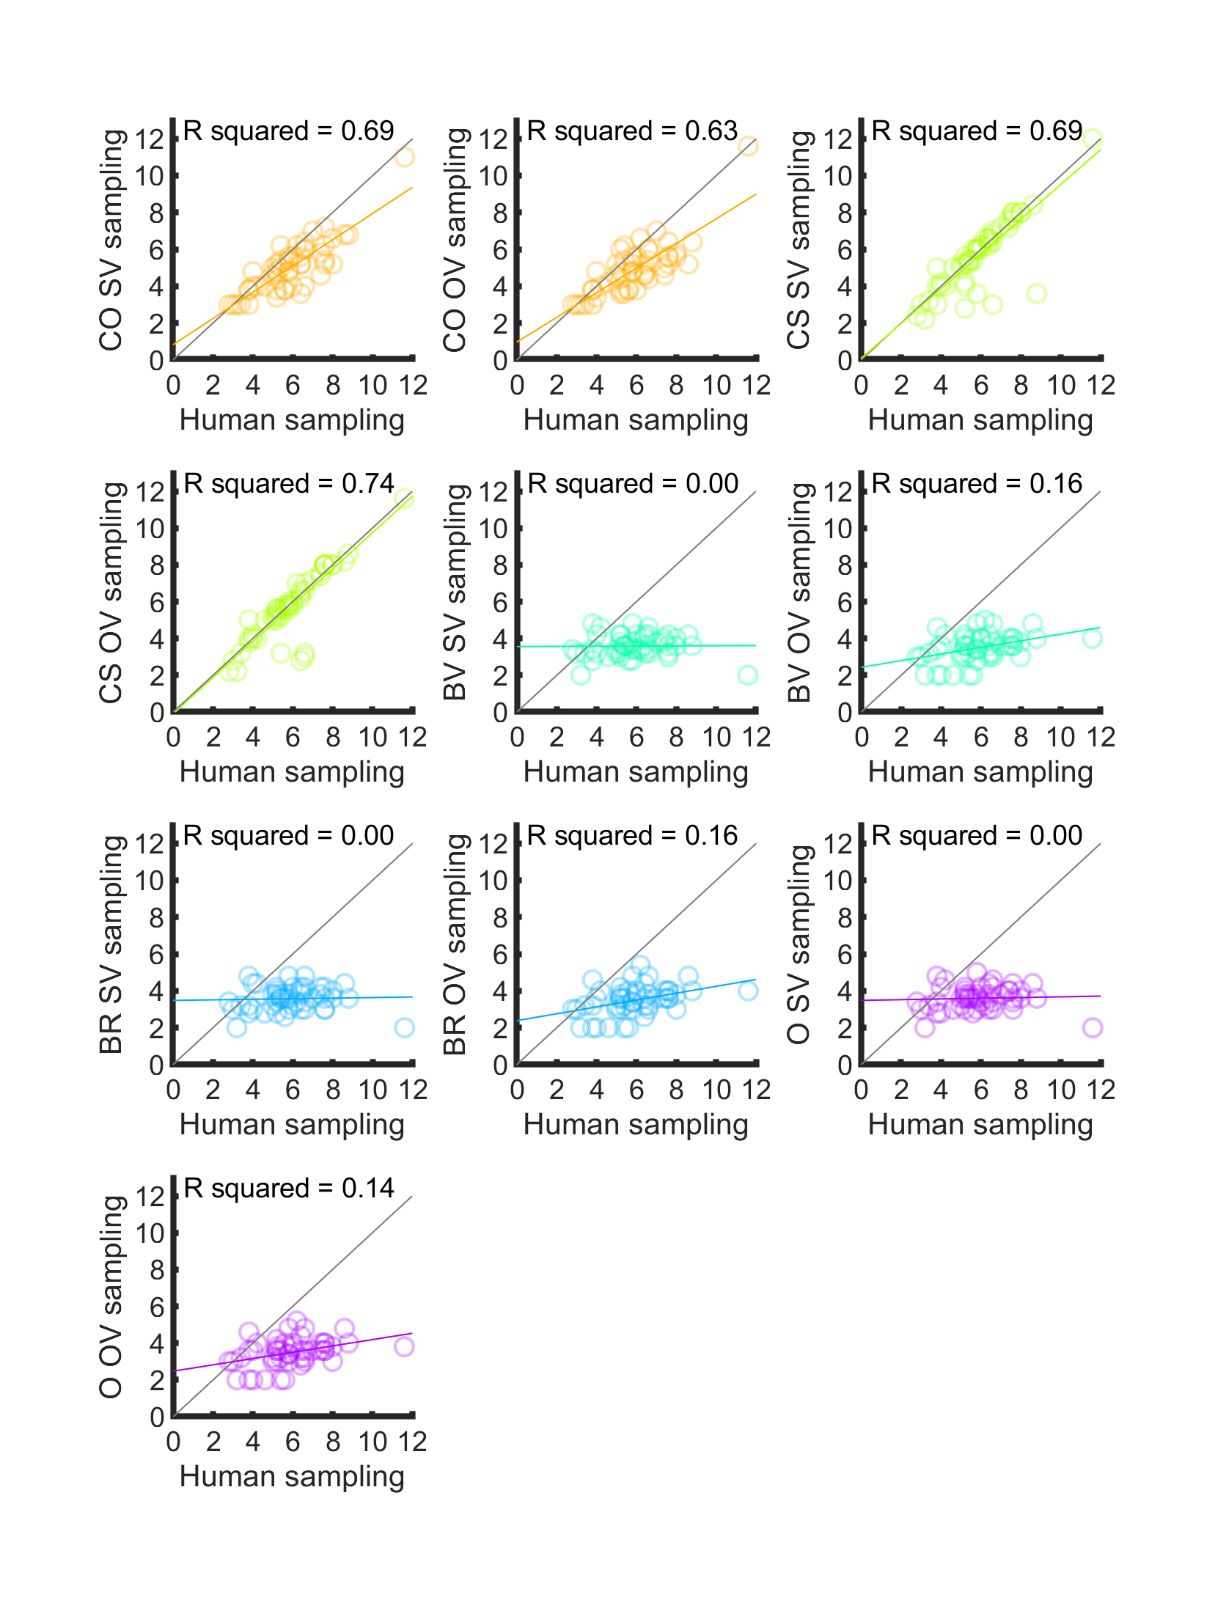 R squared = 0.69
CO SV sampling
12
10
8
6
4
2
0
0 2 4 6 8 10 12
Human sampling
R squared = 0.63
CO OV sampling
12
10
8
6
4
2
0
0 2 4 6 8 10 12
Human sampling
R squared = 0.69
CS SV sampling
12
10
8
6
4
2
0
0 2 4 6 8 10 12
Human sampling
R squared = 0.74
CS OV sampling
12
10
8
6
4
2
0
0 2 4 6 8 10 12
Human sampling
R squared = 0.00
BV SV sampling
12
10
8
6
4
2
0
0 2 4 6 8 10 12
Human sampling
R squared = 0.16
BV OV sampling
12
10
8
6
4
2
0
0 2 4 6 8 10 12
Human sampling
R squared = 0.00
BR SV sampling
12
10
8
6
4
2
0
0 2 4 6 8 10 12
Human sampling
R squared = 0.16
BR OV sampling
12
10
8
6
4
2
0
0 2 4 6 8 10 12
Human sampling
R squared = 0.00
O SV sampling
12
10
8
6
4
2
0
0 2 4 6 8 10 12
Human sampling
R squared = 0.14
O OV sampling
12
10
8
6
4
2
0
0 2 4 6 8 10 12
Human sampling